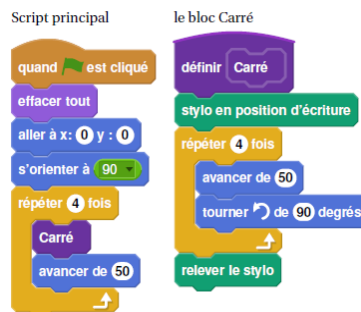 Script principal
quand est cliqué
effacer tout
aller à x: 0 y : 0
s'orienter à 90
répéter 4 fois
Carré
avancer de 50
le bloc Carré
définir Carré
stylo en position d'écriture
répéter 4 fois
avancer de 50
tourner de 90 degrés
relever le stylo